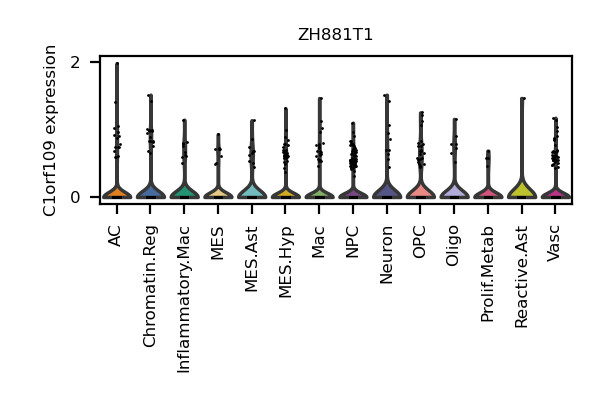 ZH881T1
C1orf109 expression
2
0
AC
Chromatin.Reg
Inflammatory.Mac
MES
MES.Ast
MES.Hyp
Mac
NPC
Neuron
OPC
Oligo
Prolif.Metab
Reactive.Ast
Vasc